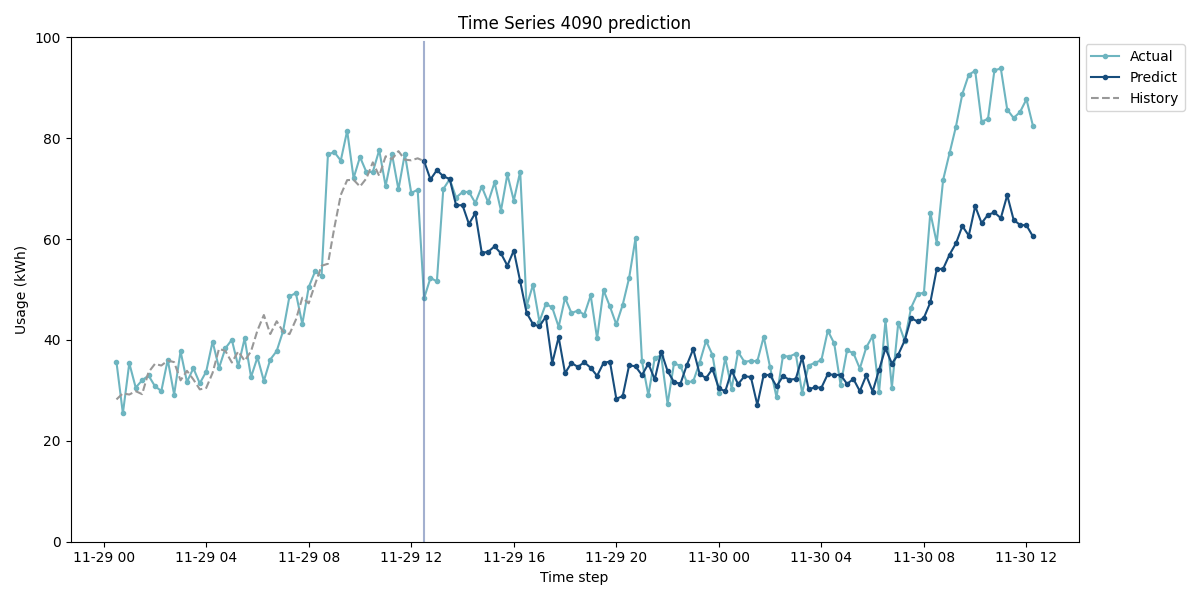 Time Series 4090 prediction
100
80
60
40
20
0
Usage (kWh)
11-29 00
11-29 04
11-29 08
11-29 12
11-29 16
11-29 20
11-30 00
11-30 04
11-30 08
11-30 12
Time step
Actual
Predict
History